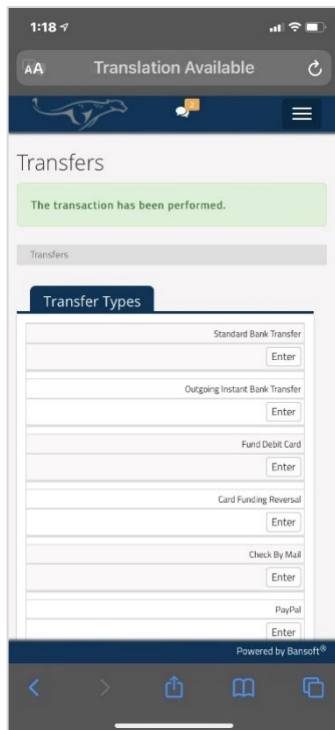 1:18
AA Translation Available
2
Transfers
The transaction has been performed.
Transfers
Transfer Types
Standard Bank Transfer
Enter
Outgoing Instant Bank Transfer
Enter
Fund Debit Card
Enter
Card Funding Reversal
Enter
Check By Mail
Enter
PayPal
Enter
Powered by Bansoft®